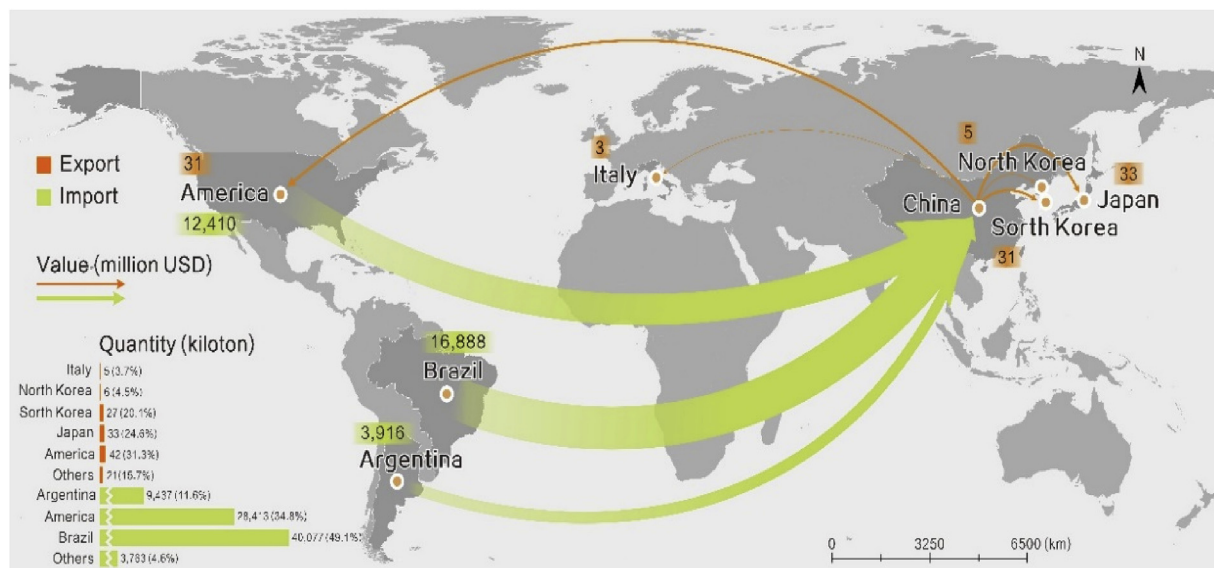 N
Export
Import
Value-(million USD)
31
America
12,410
3
Italy
5
North Korea
33
Japan
China
Sorth Korea
31
16,888
Brazil
3,916
Argentina
Quantity (kiloton)
Italy 5(3.7%)
North Korea 6(4.5%)
Sorth Korea 27(20.1%)
Japan 33(24.6%)
America 42(31.3%)
Others 21(15.7%)
Argentina 9,437(11.6%)
America 28,413(34.8%)
Brazil 40,077(49.1%)
Others 3,763(4.6%)
0 3250 6500 (km)